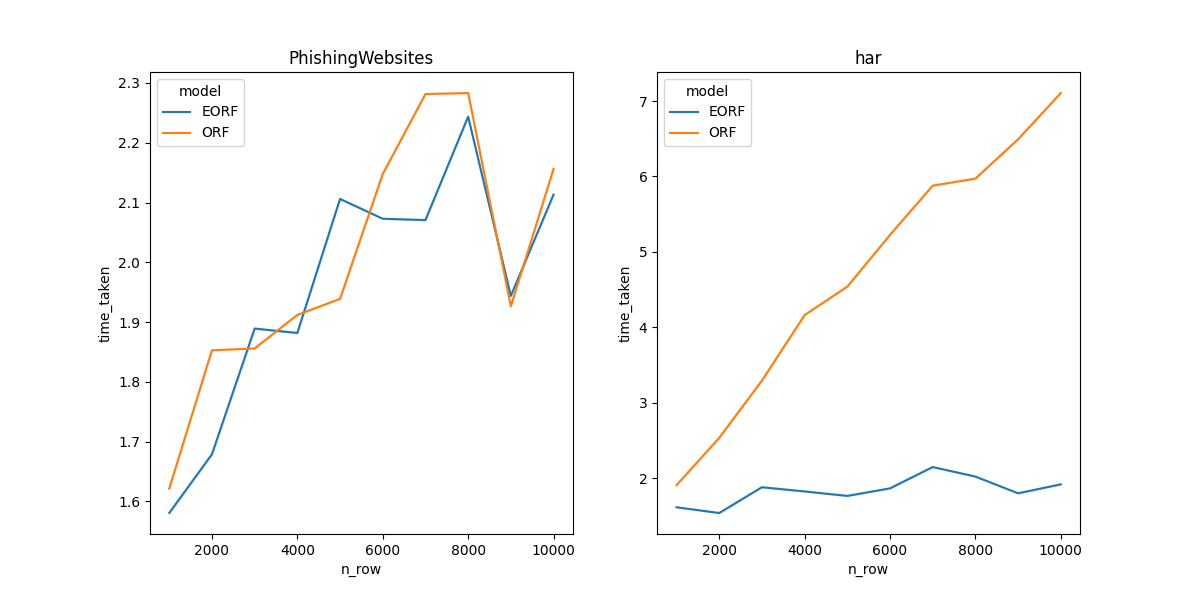 PhishingWebsites
model
EORF
ORF
2.3
2.2
2.1
2.0
1.9
1.8
1.7
1.6
time_taken
2000 4000 6000 8000 10000
n_row
har
model
EORF
ORF
7
6
5
4
3
2
time_taken
2000 4000 6000 8000 10000
n_row